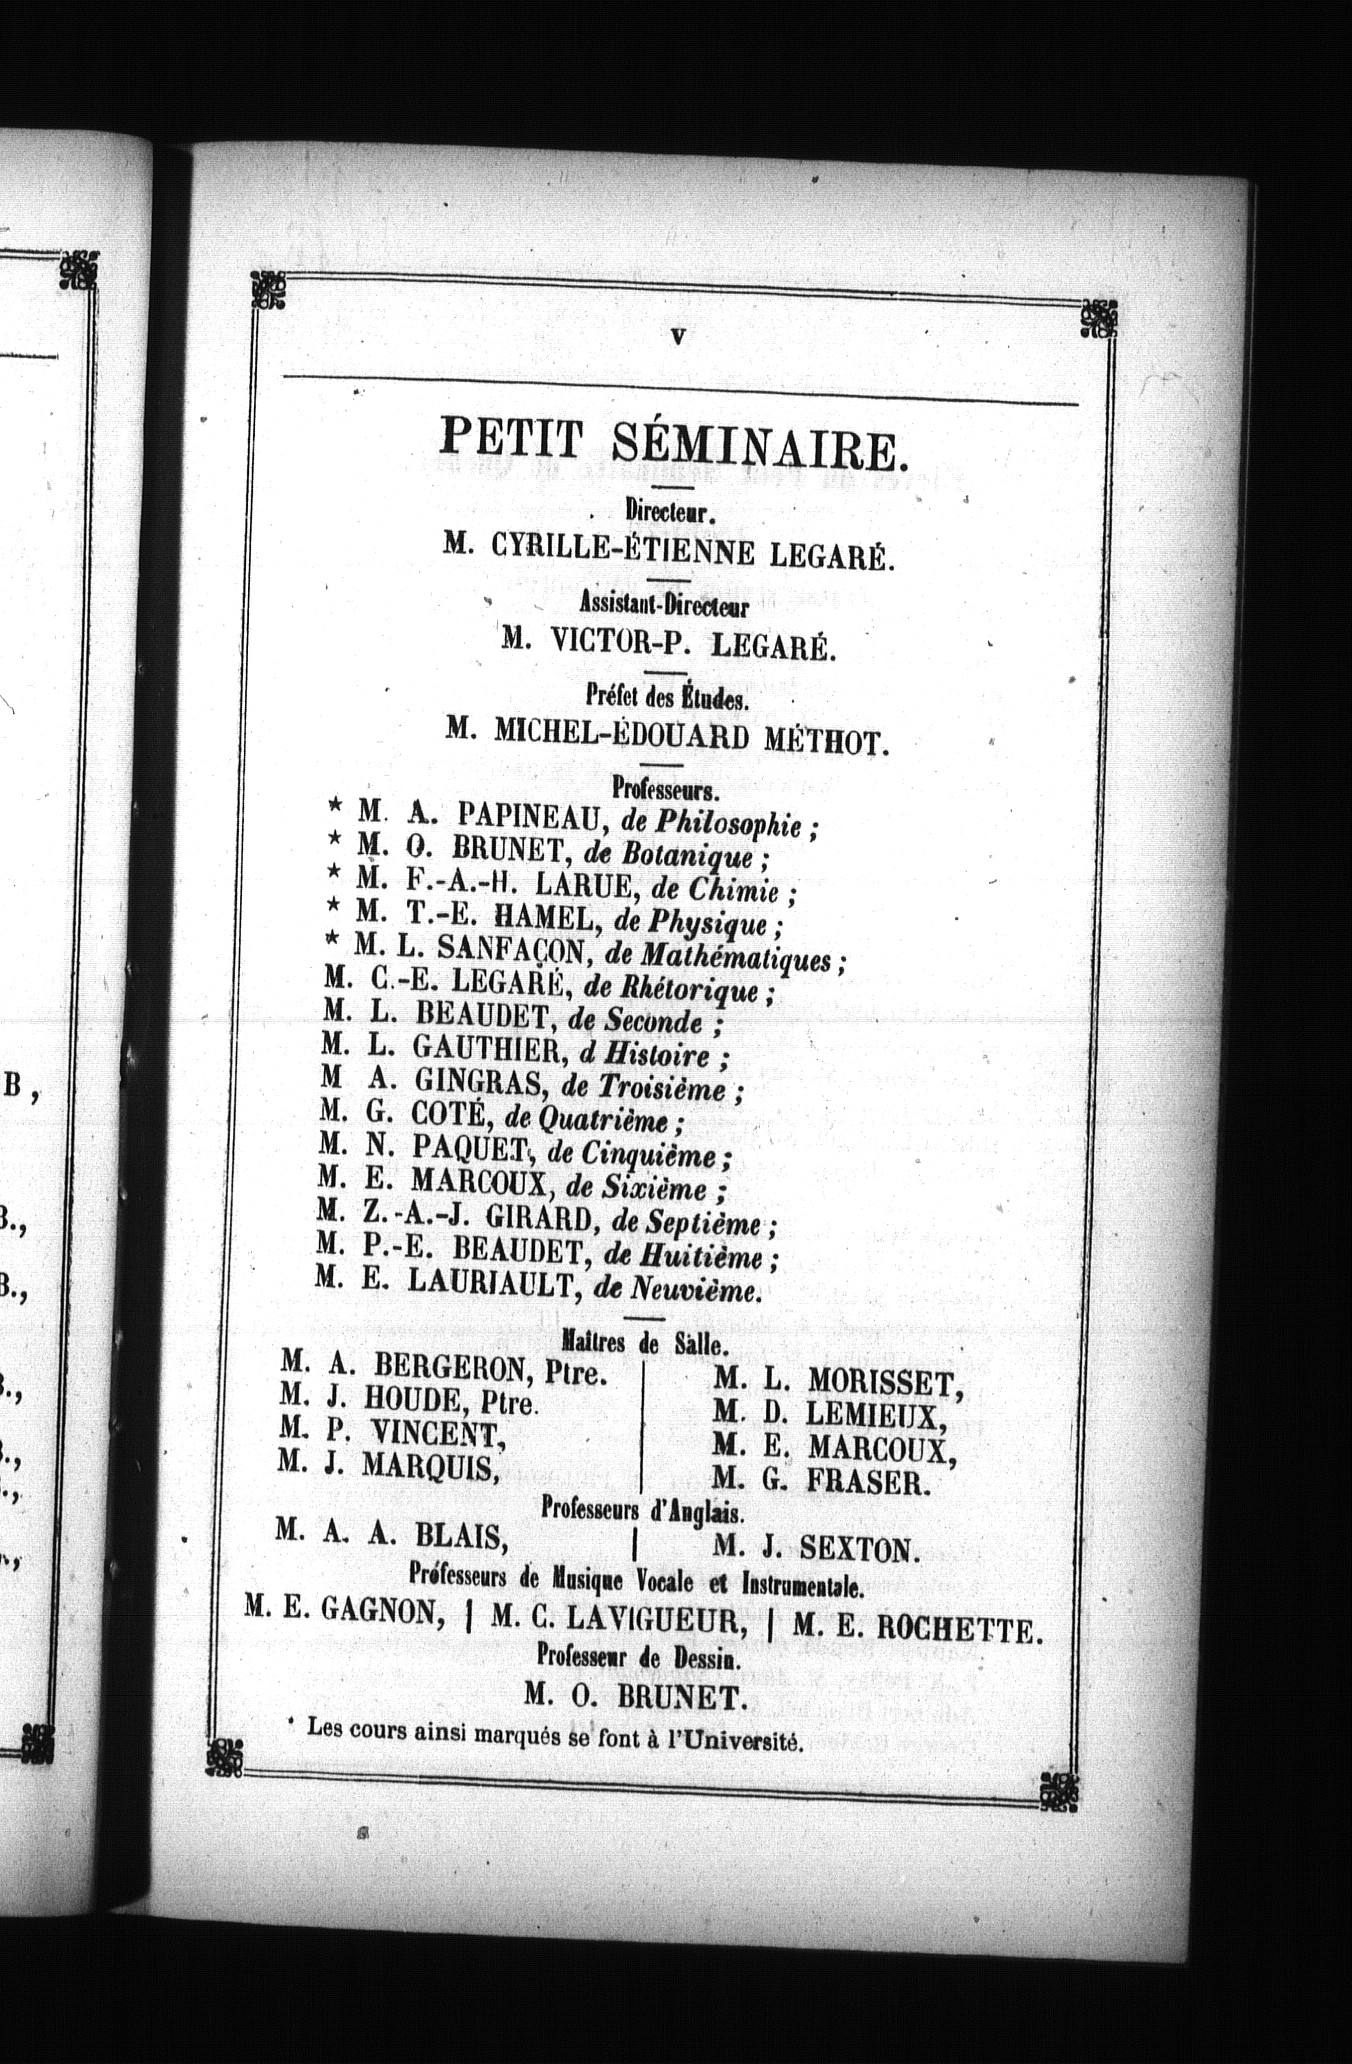 V
PETIT SÉMINAIRE.
Directeur.
M. CYRILLE-ÉTIENNE LEGARÉ.
Assistant-Directeur
M. VICTOR-P. LEGARÉ.
Préfet des Études.
M. MICHEL-ÉDOUARD MÉTHOT.
Professeurs.
* M. A. PAPINEAU, de Philosophie ;
* M. O. BRUNET, de Botanique ;
* M. F.-A.-H. LARUE, de Chimie ;
* M. T.-E. HAMEL, de Physique ;
* M. L. SANFAÇON, de Mathématiques ;
M. C.-E. LEGARÉ, de Rhétorique ;
M. L. BEAUDET, de Seconde ;
M. L. GAUTHIER, d Histoire ;
M A. GINGRAS, de Troisième ;
M. G. COTÉ, de Quatrième ;
M. N. PAQUET, de Cinquième ;
M. E. MARCOUX, de Sixième ;
M. Z.-A.-J. GIRARD, de Septième ;
M. P.-E. BEAUDET, de Huitième ;
M. E. LAURIAULT, de Neuvième.
Maîtres de Salle.
M. A. BERGERON, Ptre.
M. J. HOUDE, Ptre.
M. P. VINCENT,
M. J. MARQUIS,
M. L. MORISSET,
M. D. LEMIEUX,
M. E. MARCOUX,
M. G. FRASER.
Professeurs d'Anglais.
M. A. A. BLAIS, | M. J. SEXTON.
Professeurs de Musique Vocale et Instrumentale.
M. E. GAGNON, | M. C. LAVIGUEUR, | M. E. ROCHETTE.
Professeur de Dessin.
M. O. BRUNET.
* Les cours ainsi marqués se font à l'Université.